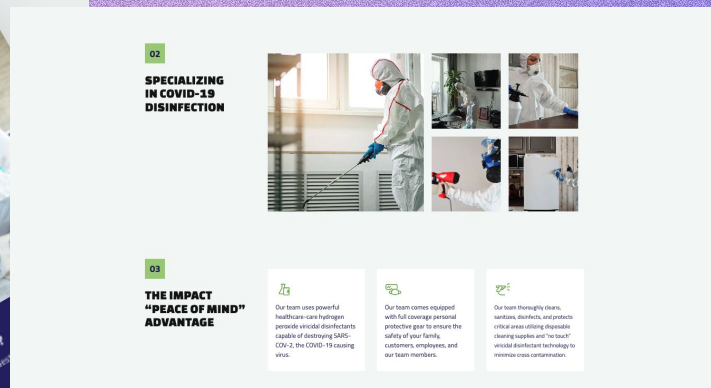 02
SPECIALIZING
IN COVID-19
DISINFECTION
03
THE IMPACT
“PEACE OF MIND”
ADVANTAGE
Our team uses powerful
healthcare-care hydrogen
peroxide viricidal disinfectants
capable of destroying SARS-
COV-2, the COVID-19 causing
virus.
Our team comes equipped
with full coverage personal
protective gear to ensure the
safety of your family,
customers, employees, and
our team members.
Our team thoroughly cleans,
sanitizes, disinfects, and protects
critical areas utilizing disposable
cleaning supplies and "no touch"
viricidal disinfectant technology to
minimize cross contamination.